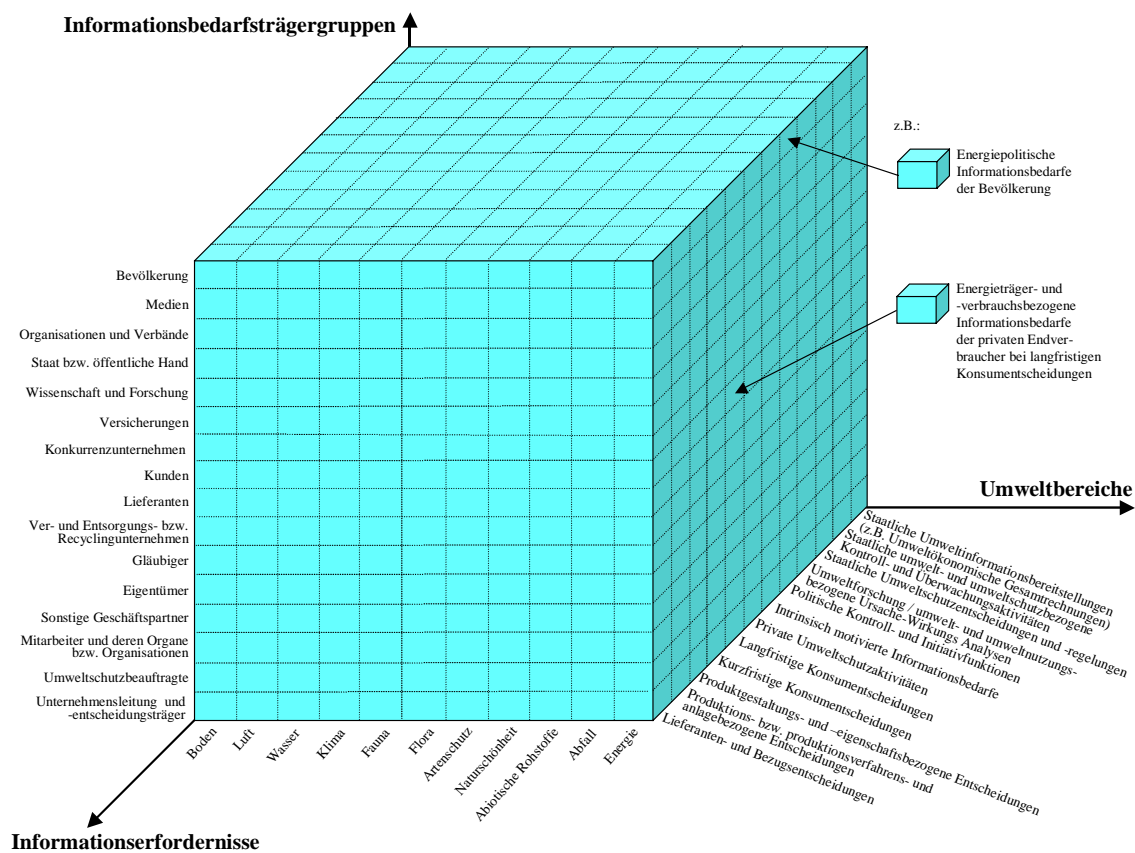 Informationsbedarfsträgergruppen
z.B.:
Energiepolitische
Informationsbedarfe
der Bevölkerung
Energieträger- und
-verbrauchsbezogene
Informationsbedarfe
der privaten Endver-
braucher bei langfristigen
Konsumentscheidungen
Bevölkerung
Medien
Organisationen und Verbände
Staat bzw. öffentliche Hand
Wissenschaft und Forschung
Versicherungen
Konkurrenzunternehmen
Kunden
Lieferanten
Ver- und Entsorgungs- bzw.
Recyclingunternehmen
Gläubiger
Eigentümer
Sonstige Geschäftspartner
Mitarbeiter und deren Organe
bzw. Organisationen
Umweltschutzbeauftragte
Unternehmensleitung und
-entscheidungsträger
Umweltbereiche
Staatliche Umweltinformationsbereitstellungen
(z.B. Umweltökonomische Gesamtrechnungen)
Staatliche umwelt- und umweltschutzbezogene
Kontroll- und Überwachungsaktivitäten
Staatliche Umweltschutzentscheidungen und -regelungen
Umweltforschung / umwelt- und umweltnutzungs-
bezogene Ursache-Wirkungs Analysen
Politische Kontroll- und Initiativfunktionen
Intrinsisch motivierte Informationsbedarfe
Private Umweltschutzaktivitäten
Langfristige Konsumentscheidungen
Kurzfristige Konsumentscheidungen
Produktgestaltungs- und –eigenschaftsbezogene Entscheidungen
Produktions- bzw. produktionsverfahrens- und
anlagebezogene Entscheidungen
Lieferanten- und Bezugsentscheidungen
Boden
Luft
Wasser
Klima
Fauna
Flora
Artenschutz
Naturschönheit
Abiotische Rohstoffe
Abfall
Energie
Informationserfordernisse